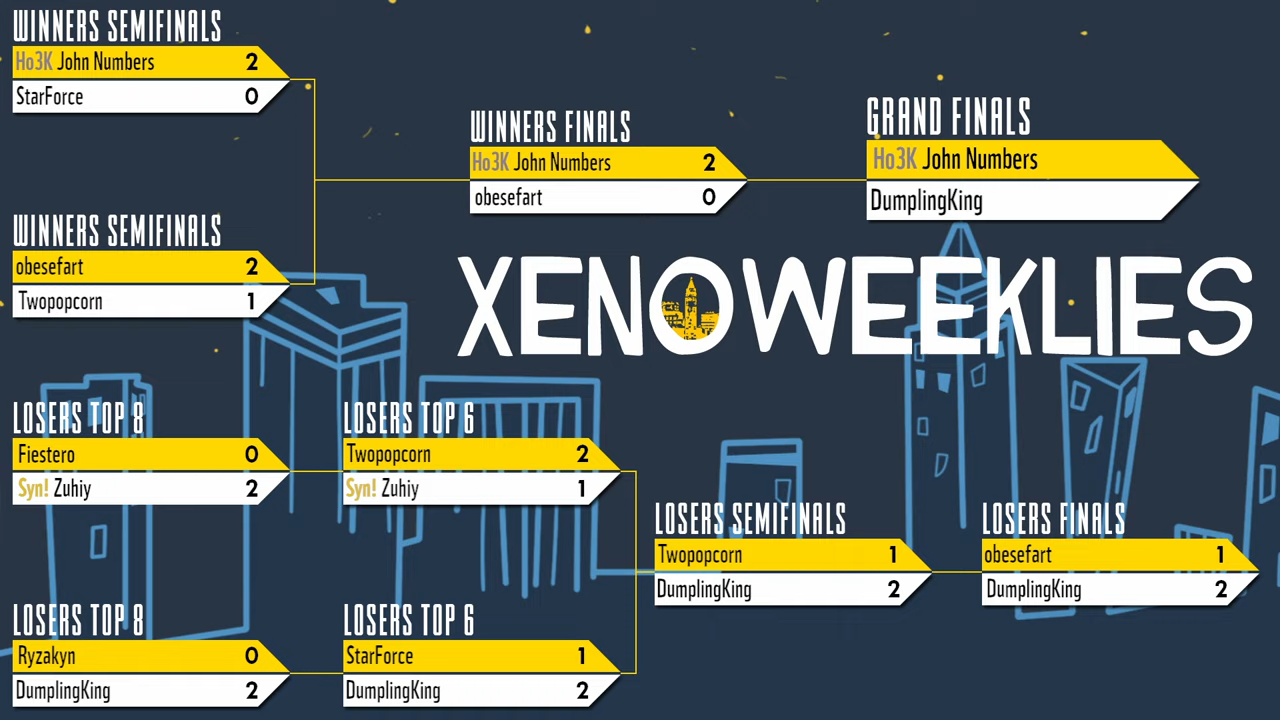 WINNERS SEMIFINALS
Ho3K John Numbers 2
StarForce 0
WINNERS SEMIFINALS
obesefart 2
Twopopcorn 1
WINNERS FINALS
Ho3K John Numbers 2
obesefart 0
GRAND FINALS
Ho3K John Numbers
DumplingKing
XENOWEEKLIES
LOSERS TOP 8
Fiestero 0
Syn! Zuhiy 2
LOSERS TOP 8
Ryzakyn 0
DumplingKing 2
LOSERS TOP 6
Twopopcorn 2
Syn! Zuhiy 1
LOSERS TOP 6
StarForce 1
DumplingKing 2
LOSERS SEMIFINALS
Twopopcorn 1
DumplingKing 2
LOSERS FINALS
obesefart 1
DumplingKing 2